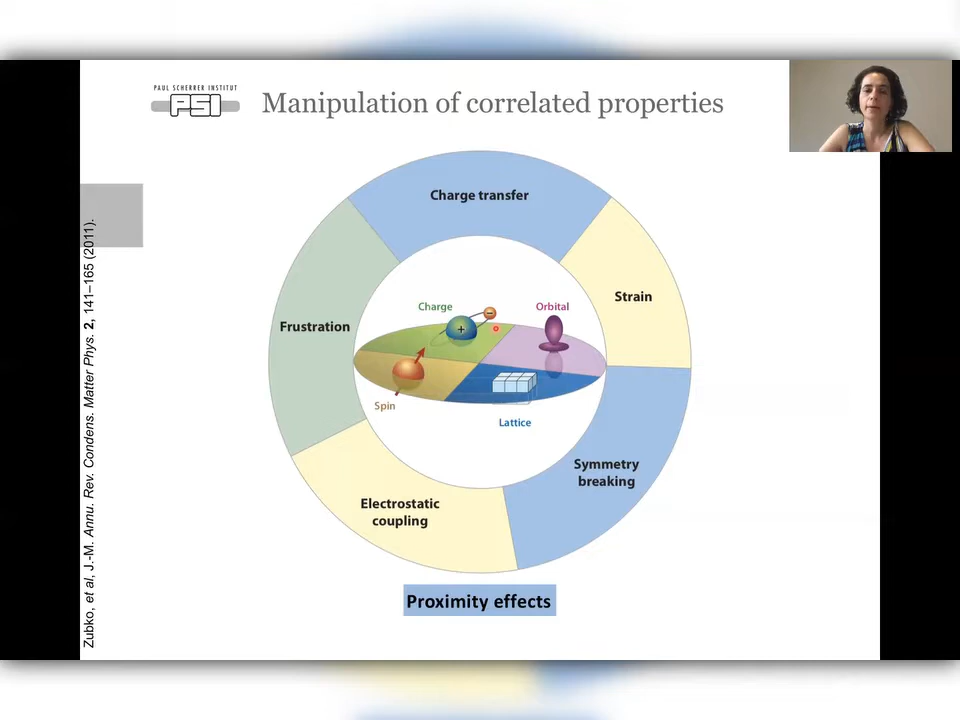 PAUL SCHERRER INSTITUT
PSI
Manipulation of correlated properties
Charge transfer
Strain
Frustration
Charge
Orbital
Spin
Lattice
Symmetry
breaking
Electrostatic
coupling
Proximity effects
Zubko, et al, J.-M. Annu. Rev. Condens. Matter Phys. 2, 141–165 (2011).